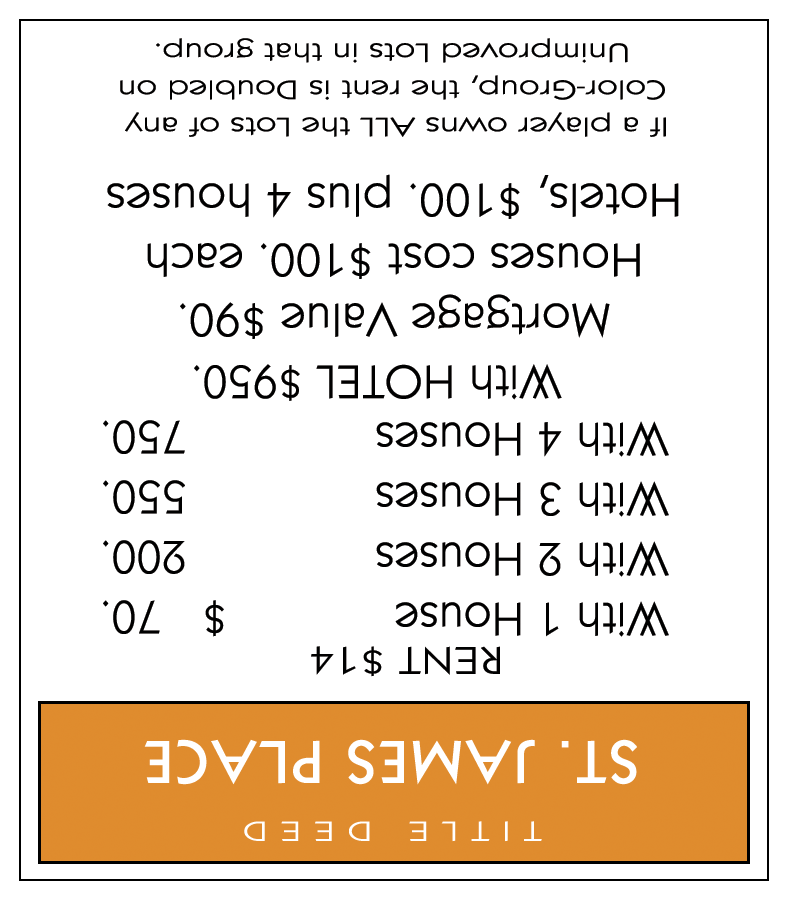 TITLE DEED
ST. JAMES PLACE
RENT $14
With 1 House $ 70.
With 2 Houses 200.
With 3 Houses 550.
With 4 Houses 750.
With HOTEL $950.
Mortgage Value $90.
Houses cost $100. each
Hotels, $100. plus 4 houses
If a player owns ALL the Lots of any
Color-Group, the rent is Doubled on
Unimproved Lots in that group.